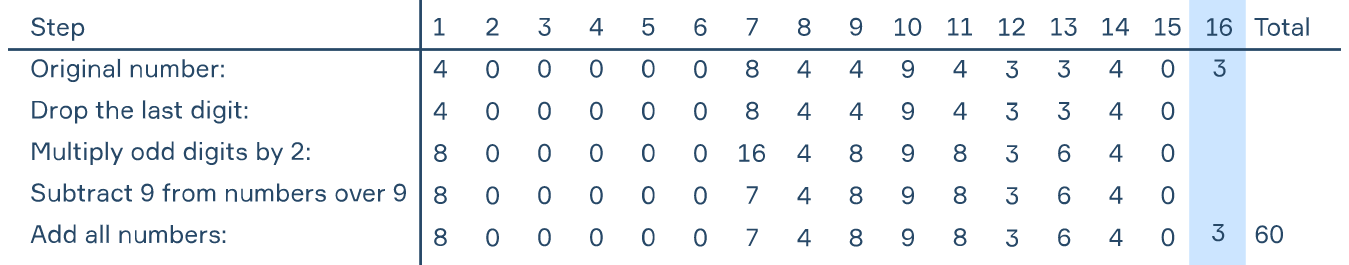 Step 1 2 3 4 5 6 7 8 9 10 11 12 13 14 15 16 Total
Original number: 4 0 0 0 0 0 8 4 4 9 4 3 3 4 0 3
Drop the last digit: 4 0 0 0 0 0 8 4 4 9 4 3 3 4 0
Multiply odd digits by 2: 8 0 0 0 0 0 16 4 8 9 8 3 6 4 0
Subtract 9 from numbers over 9 8 0 0 0 0 0 7 4 8 9 8 3 6 4 0
Add all numbers: 8 0 0 0 0 0 7 4 8 9 8 3 6 4 0 3 60